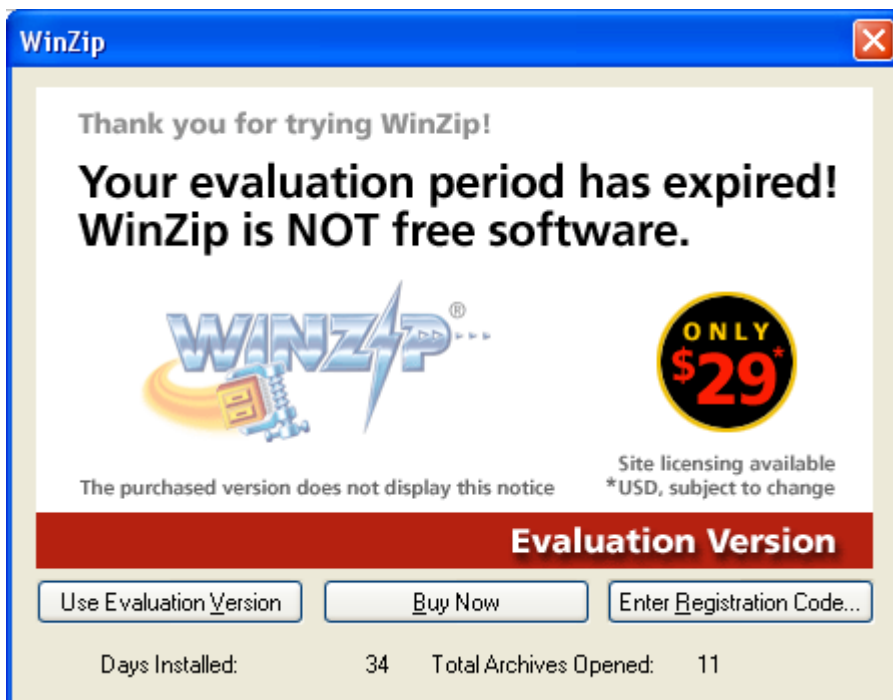 WinZip
Thank you for trying WinZip!
Your evaluation period has expired!
WinZip is NOT free software.
WINZIP®
ONLY
$29*
The purchased version does not display this notice
Site licensing available
*USD, subject to change
Evaluation Version
Use Evaluation Version
Buy Now
Enter Registration Code...
Days Installed: 34 Total Archives Opened: 11